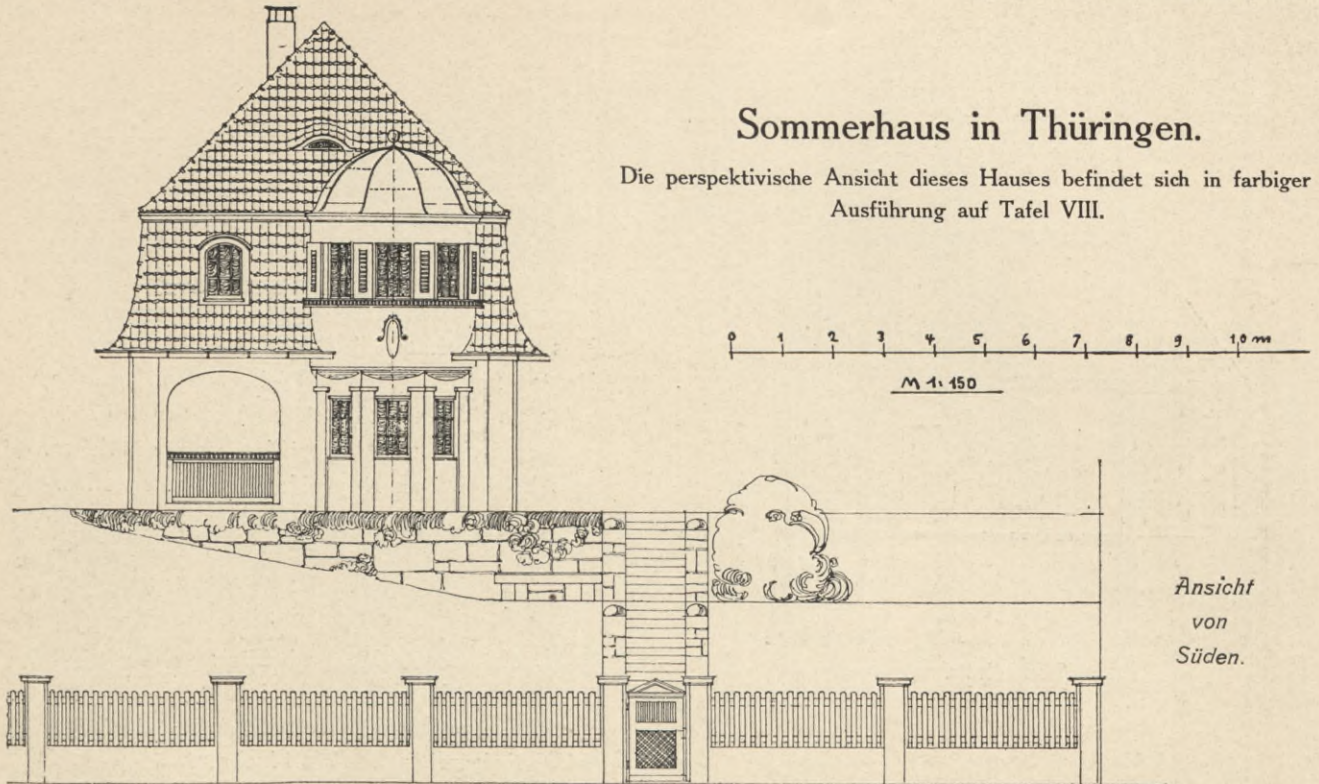 Sommerhaus in Thüringen.
Die perspektivische Ansicht dieses Hauses befindet sich in farbiger
Ausführung auf Tafel VIII.
0 1 2 3 4 5 6 7 8 9 10 m
M 1:150
Ansicht
von
Süden.